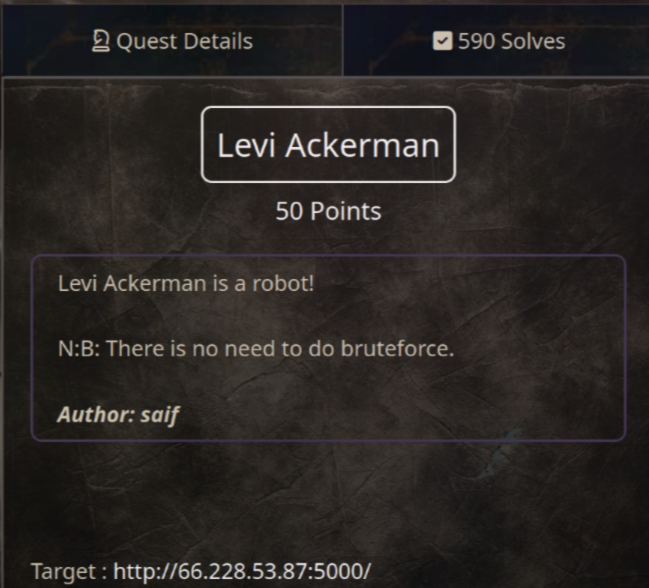 Quest Details
590 Solves
Levi Ackerman
50 Points
Levi Ackerman is a robot!
N:B: There is no need to do bruteforce.
Author: saif
Target : http://66.228.53.87:5000/